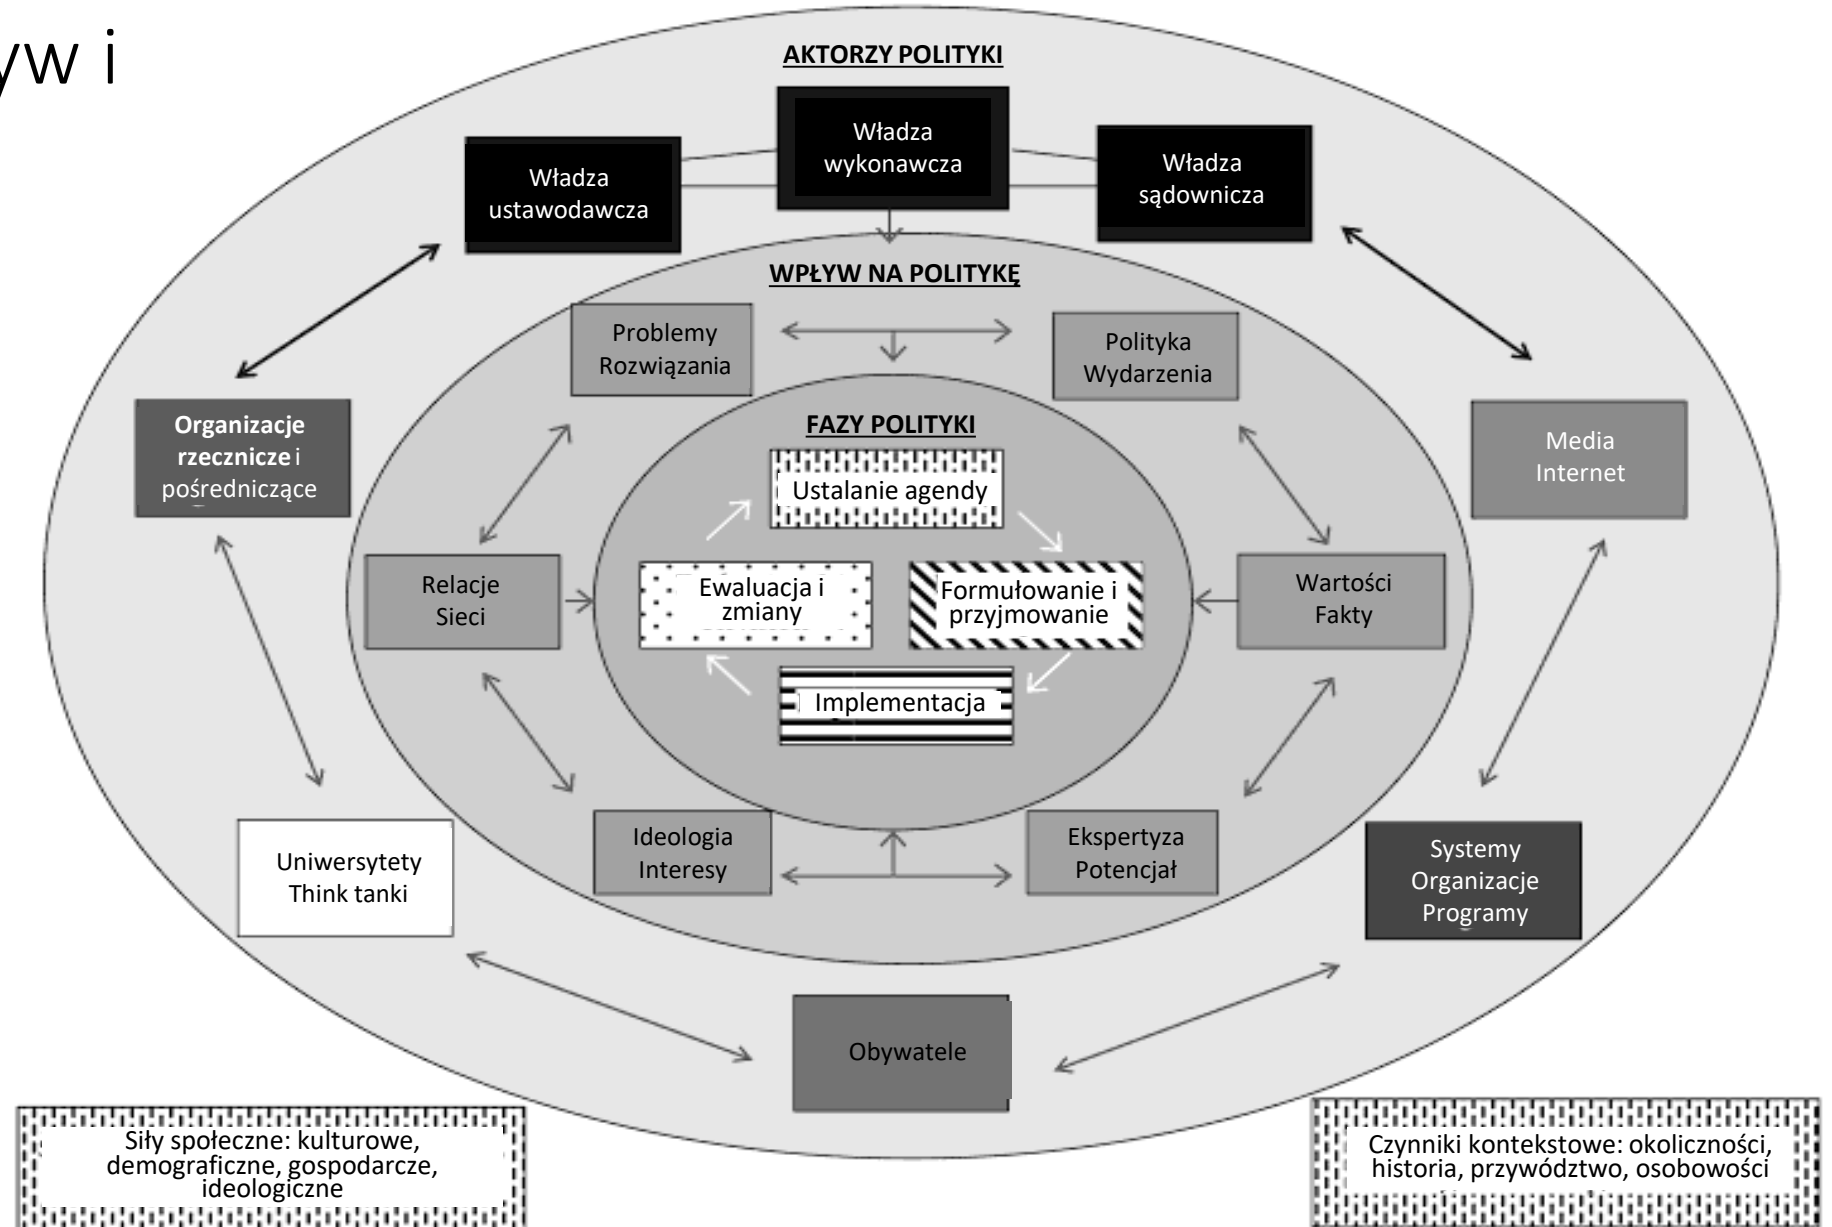 yw i
AKTORZY POLITYKI
Władza
wykonawcza
Władza
ustawodawcza
Władza
sądownicza
WPŁYW NA POLITYKĘ
Problemy
Rozwiązania
Polityka
Wydarzenia
Organizacje
rzecznicze i
pośredniczące
FAZY POLITYKI
Media
Internet
Ustalanie agendy
Relacje
Sieci
Ewaluacja i
zmiany
Formułowanie i
przyjmowanie
Wartości
Fakty
Implementacja
Ideologia
Interesy
Ekspertyza
Potencjał
Uniwersytety
Think tanki
Systemy
Organizacje
Programy
Obywatele
Siły społeczne: kulturowe,
demograficzne, gospodarcze,
ideologiczne
Czynniki kontekstowe: okoliczności,
historia, przywództwo, osobowości